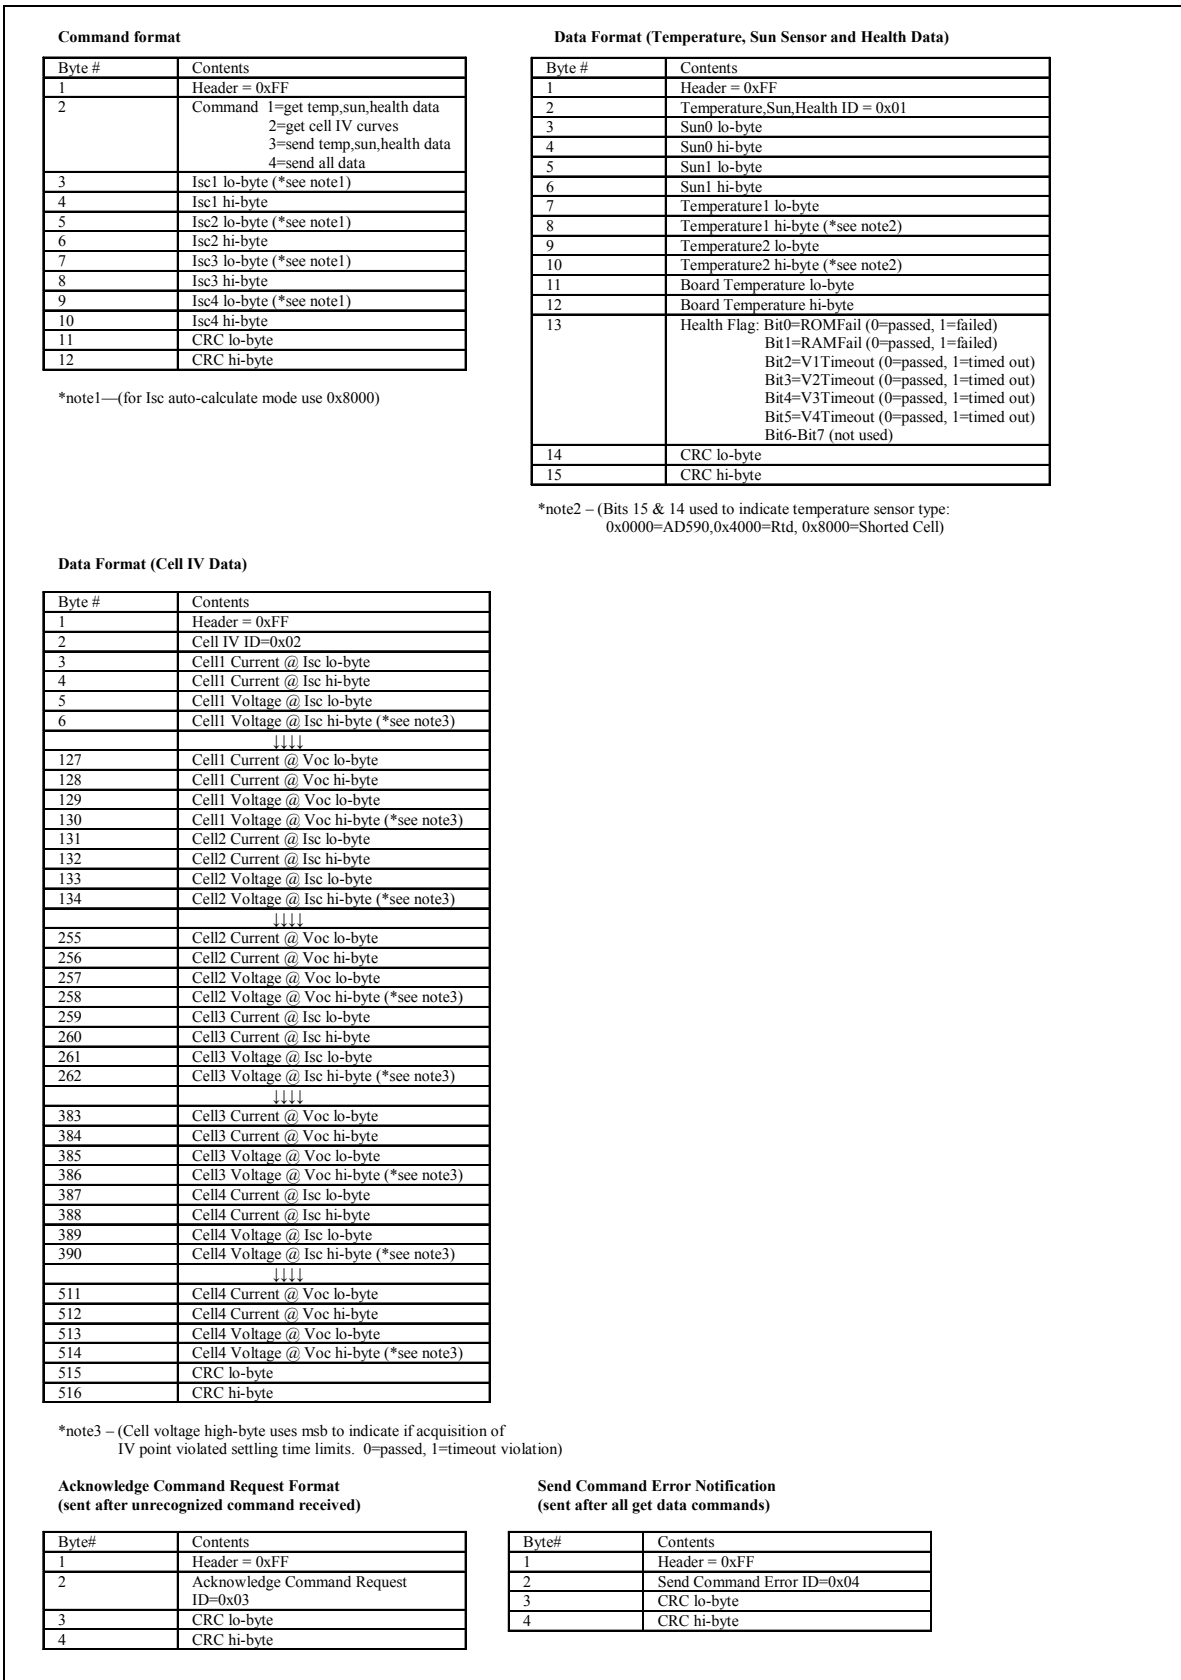 Command format
Byte # Contents
1 Header = 0xFF
2 Command 1=get temp,sun,health data
2=get cell IV curves
3=send temp,sun,health data
4=send all data
3 Isc1 lo-byte (*see note1)
4 Isc1 hi-byte
5 Isc2 lo-byte (*see note1)
6 Isc2 hi-byte
7 Isc3 lo-byte (*see note1)
8 Isc3 hi-byte
9 Isc4 lo-byte (*see note1)
10 Isc4 hi-byte
11 CRC lo-byte
12 CRC hi-byte
*note1—(for Isc auto-calculate mode use 0x8000)
Data Format (Temperature, Sun Sensor and Health Data)
Byte # Contents
1 Header = 0xFF
2 Temperature,Sun,Health ID = 0x01
3 Sun0 lo-byte
4 Sun0 hi-byte
5 Sun1 lo-byte
6 Sun1 hi-byte
7 Temperature1 lo-byte
8 Temperature1 hi-byte (*see note2)
9 Temperature2 lo-byte
10 Temperature2 hi-byte (*see note2)
11 Board Temperature lo-byte
12 Board Temperature hi-byte
13 Health Flag: Bit0=ROMFail (0=passed, 1=failed)
Bit1=RAMFail (0=passed, 1=failed)
Bit2=V1Timeout (0=passed, 1=timed out)
Bit3=V2Timeout (0=passed, 1=timed out)
Bit4=V3Timeout (0=passed, 1=timed out)
Bit5=V4Timeout (0=passed, 1=timed out)
Bit6-Bit7 (not used)
14 CRC lo-byte
15 CRC hi-byte
*note2 – (Bits 15 & 14 used to indicate temperature sensor type:
0x0000=AD590,0x4000=Rtd, 0x8000=Shorted Cell)
Data Format (Cell IV Data)
Byte # Contents
1 Header = 0xFF
2 Cell IV ID=0x02
3 Cell1 Current @ Isc lo-byte
4 Cell1 Current @ Isc hi-byte
5 Cell1 Voltage @ Isc lo-byte
6 Cell1 Voltage @ Isc hi-byte (*see note3)
↓↓↓↓
127 Cell1 Current @ Voc lo-byte
128 Cell1 Current @ Voc hi-byte
129 Cell1 Voltage @ Voc lo-byte
130 Cell1 Voltage @ Voc hi-byte (*see note3)
131 Cell2 Current @ Isc lo-byte
132 Cell2 Current @ Isc hi-byte
133 Cell2 Voltage @ Isc lo-byte
134 Cell2 Voltage @ Isc hi-byte (*see note3)
↓↓↓↓
255 Cell2 Current @ Voc lo-byte
256 Cell2 Current @ Voc hi-byte
257 Cell2 Voltage @ Voc lo-byte
258 Cell2 Voltage @ Voc hi-byte (*see note3)
259 Cell3 Current @ Isc lo-byte
260 Cell3 Current @ Isc hi-byte
261 Cell3 Voltage @ Isc lo-byte
262 Cell3 Voltage @ Isc hi-byte (*see note3)
↓↓↓↓
383 Cell3 Current @ Voc lo-byte
384 Cell3 Current @ Voc hi-byte
385 Cell3 Voltage @ Voc lo-byte
386 Cell3 Voltage @ Voc hi-byte (*see note3)
387 Cell4 Current @ Isc lo-byte
388 Cell4 Current @ Isc hi-byte
389 Cell4 Voltage @ Isc lo-byte
390 Cell4 Voltage @ Isc hi-byte (*see note3)
↓↓↓↓
511 Cell4 Current @ Voc lo-byte
512 Cell4 Current @ Voc hi-byte
513 Cell4 Voltage @ Voc lo-byte
514 Cell4 Voltage @ Voc hi-byte (*see note3)
515 CRC lo-byte
516 CRC hi-byte
*note3 – (Cell voltage high-byte uses msb to indicate if acquisition of
IV point violated settling time limits. 0=passed, 1=timeout violation)
Acknowledge Command Request Format
(sent after unrecognized command received)
Byte# Contents
1 Header = 0xFF
2 Acknowledge Command Request
ID=0x03
3 CRC lo-byte
4 CRC hi-byte
Send Command Error Notification
(sent after all get data commands)
Byte# Contents
1 Header = 0xFF
2 Send Command Error ID=0x04
3 CRC lo-byte
4 CRC hi-byte